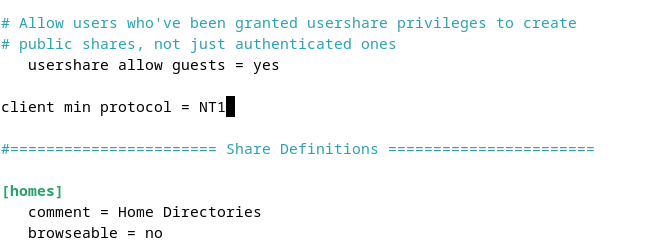 # Allow users who've been granted usershare privileges to create
# public shares, not just authenticated ones
   usershare allow guests = yes
client min protocol = NT1
#======================= Share Definitions =======================
[homes]
   comment = Home Directories
   browseable = no